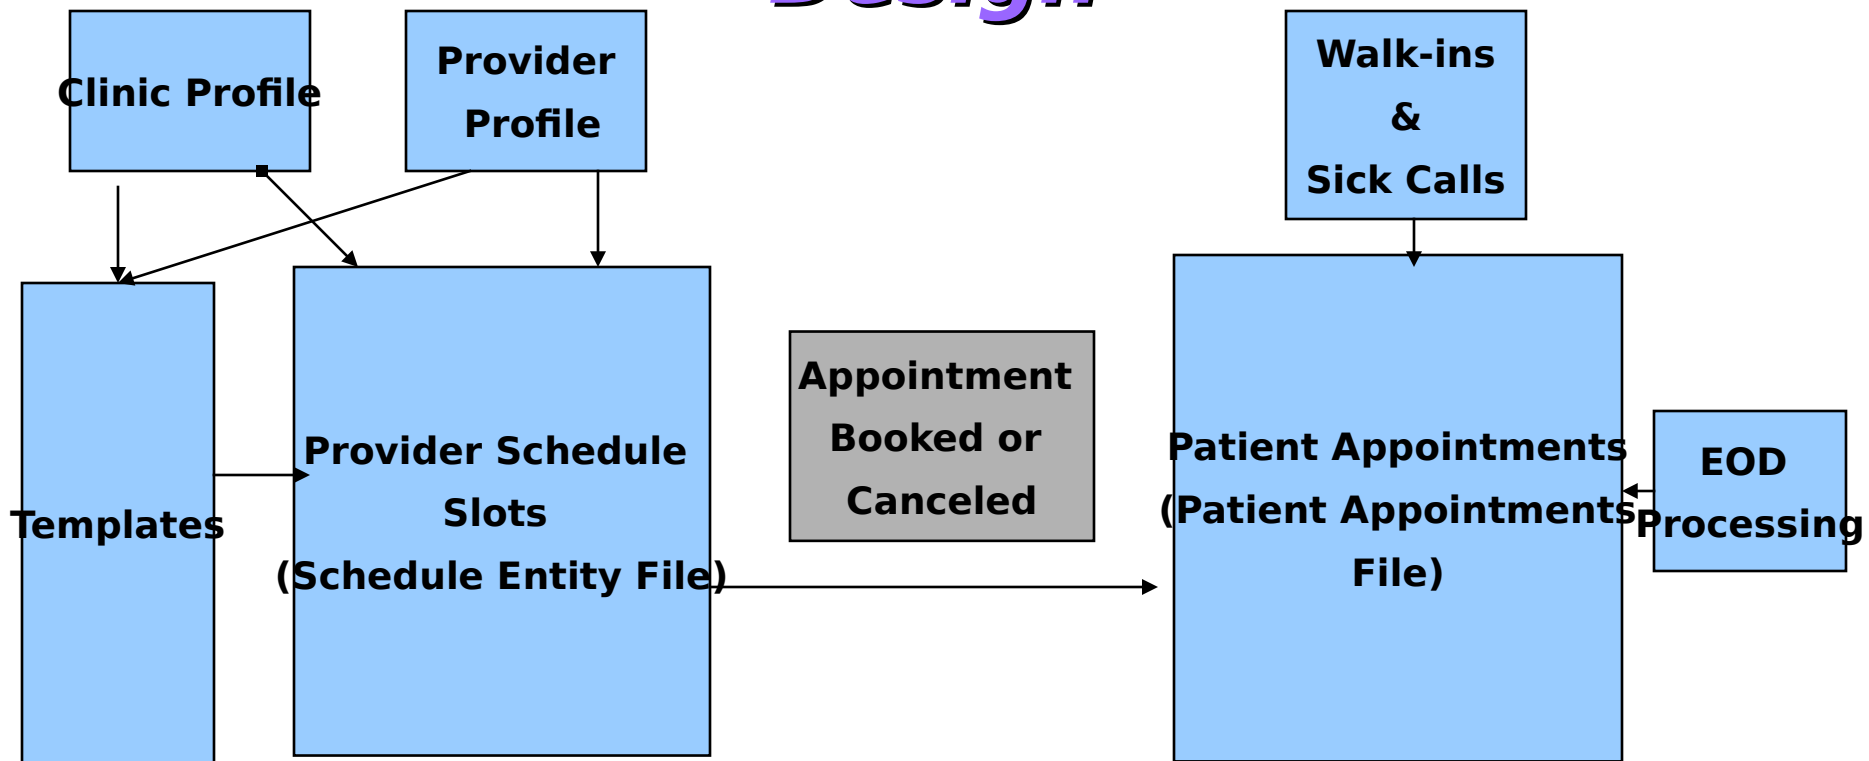 Design
Clinic Profile
Provider
Profile
Walk-ins
&
Sick Calls
Templates
Provider Schedule
Slots
(Schedule Entity File)
Appointment
Booked or
Canceled
Patient Appointments
(Patient Appointments
File)
EOD
Processing